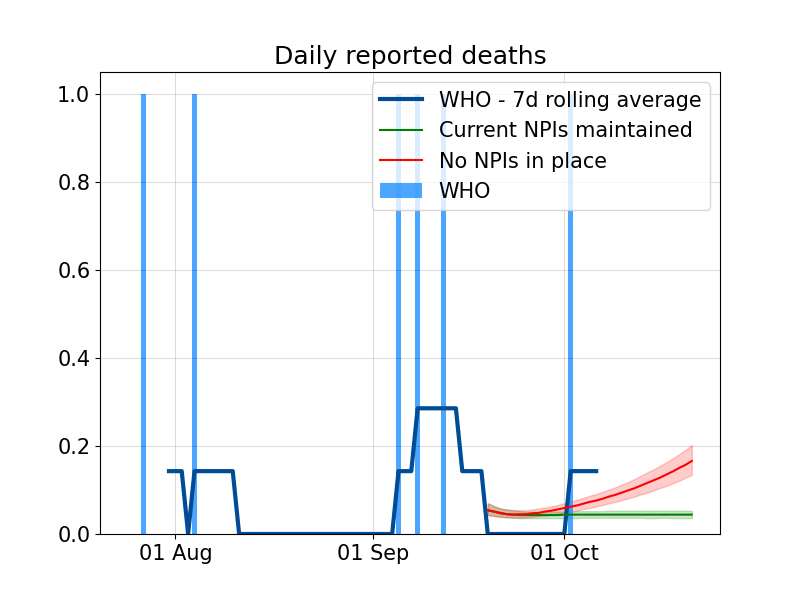 Daily reported deaths
WHO - 7d rolling average
Current NPIs maintained
No NPIs in place
WHO
1.0
0.8
0.6
0.4
0.2
0.0
01 Aug
01 Sep
01 Oct